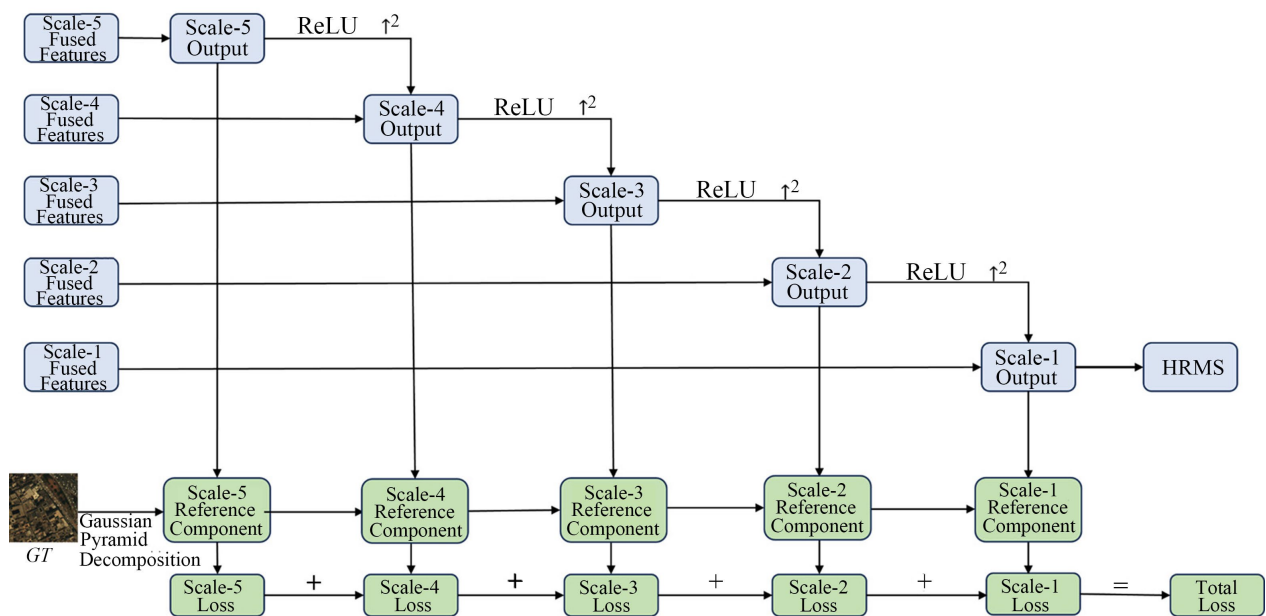 Scale-5
Fused
Features
Scale-5
Output
ReLU ↑2
Scale-4
Fused
Features
Scale-4
Output
ReLU ↑2
Scale-3
Fused
Features
Scale-3
Output
ReLU ↑2
Scale-2
Fused
Features
Scale-2
Output
ReLU ↑2
Scale-1
Fused
Features
Scale-1
Output
HRMS
GT
Gaussian
Pyramid
Decomposition
Scale-5
Reference
Component
Scale-4
Reference
Component
Scale-3
Reference
Component
Scale-2
Reference
Component
Scale-1
Reference
Component
Scale-5
Loss
+
Scale-4
Loss
+
Scale-3
Loss
+
Scale-2
Loss
+
Scale-1
Loss
=
Total
Loss